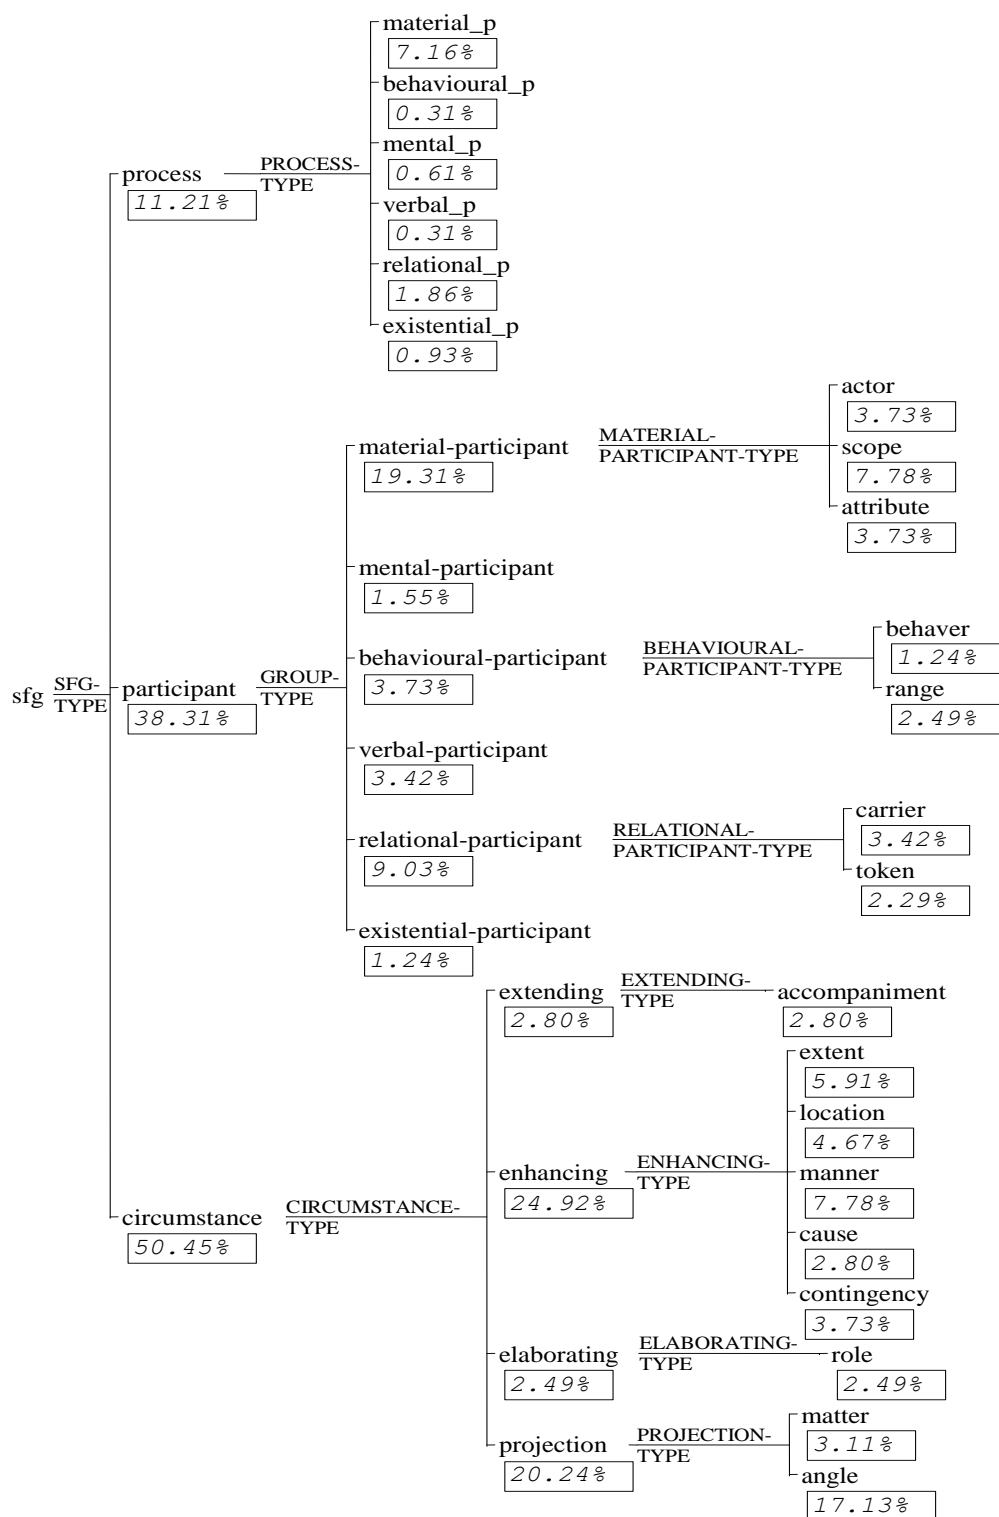 material_p
7.16%
behavioural_p
0.31%
mental_p
0.61%
process PROCESS-
TYPE
11.21%
verbal_p
0.31%
relational_p
1.86%
existential_p
0.93%
actor
3.73%
material-participant MATERIAL-
PARTICIPANT-TYPE
19.31%
scope
7.78%
attribute
3.73%
mental-participant
1.55%
behaver
1.24%
behavioural-participant BEHAVIOURAL-
PARTICIPANT-TYPE
3.73%
range
2.49%
sfg SFG-
TYPE
participant GROUP-
TYPE
38.31%
verbal-participant
3.42%
carrier
3.42%
relational-participant RELATIONAL-
PARTICIPANT-TYPE
9.03%
token
2.29%
existential-participant
1.24%
extending EXTENDING-
TYPE
2.80%
accompaniment
2.80%
extent
5.91%
location
4.67%
enhancing ENHANCING-
TYPE
24.92%
manner
7.78%
circumstance CIRCUMSTANCE-
TYPE
50.45%
cause
2.80%
contingency
3.73%
elaborating ELABORATING-
TYPE
2.49%
role
2.49%
matter
3.11%
projection PROJECTION-
TYPE
20.24%
angle
17.13%